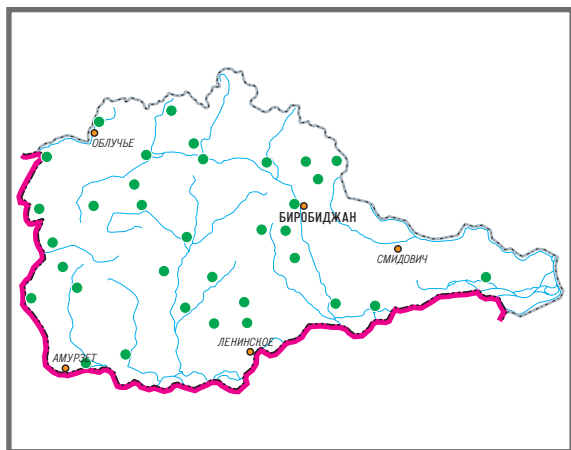 ОБЛУЧЬЕ
БИРОБИДЖАН
СМИДОВИЧ
ЛЕНИНСКОЕ
АМУРЗЕТ